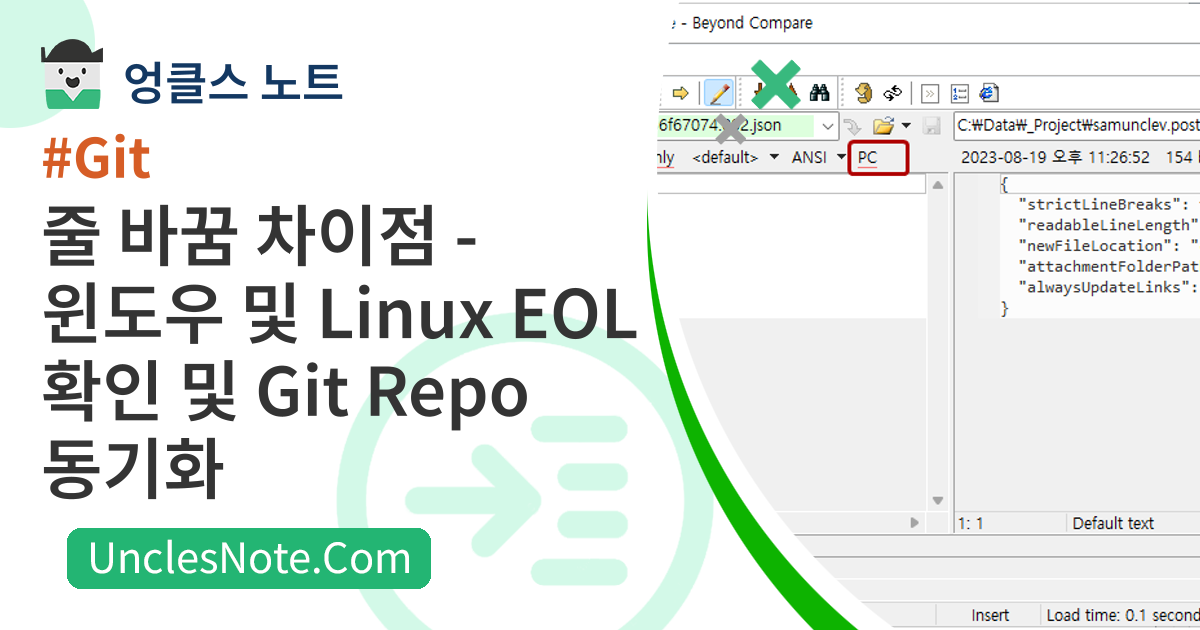 엉클스 노트
#Git
줄 바꿈 차이점 -
윈도우 및 Linux EOL
확인 및 Git Repo
동기화
UnclesNote.Com
- Beyond Compare
6f67074. 2.json
<default> ANSI PC
C:₩Data₩_Project₩samunclev.post
2023-08-19 오후 11:26:52 154
{
"strictLineBreaks":
"readableLineLength"
"newFileLocation": "
"attachmentFolderPat
"alwaysUpdateLinks":
}
1: 1 Default text
Insert Load time: 0.1 second